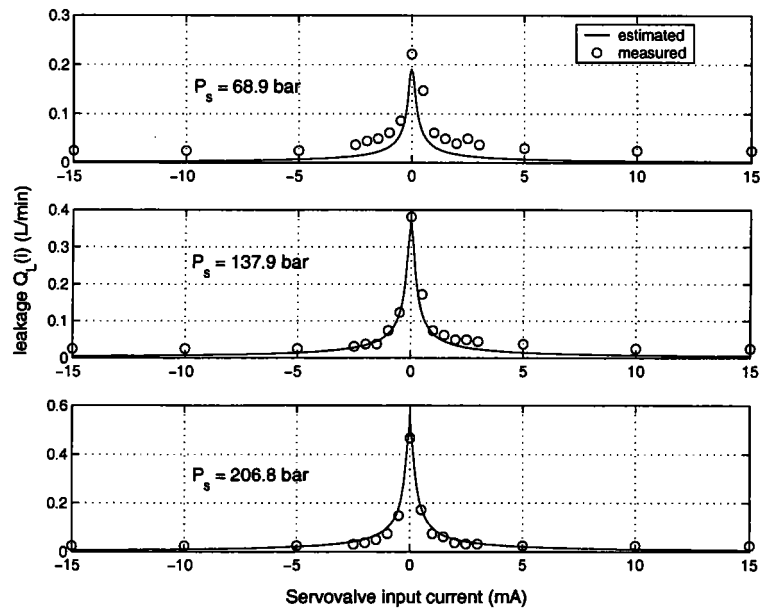 0.3
0.2
0.1
0
estimated
measured
P_s = 68.9 bar
−15 −10 −5 0 5 10 15
leakage Q_L(i) (L/min)
0.4
0.3
0.2
0.1
0
P_s = 137.9 bar
−15 −10 −5 0 5 10 15
0.6
0.4
0.2
0
P_s = 206.8 bar
−15 −10 −5 0 5 10 15
Servovalve input current (mA)